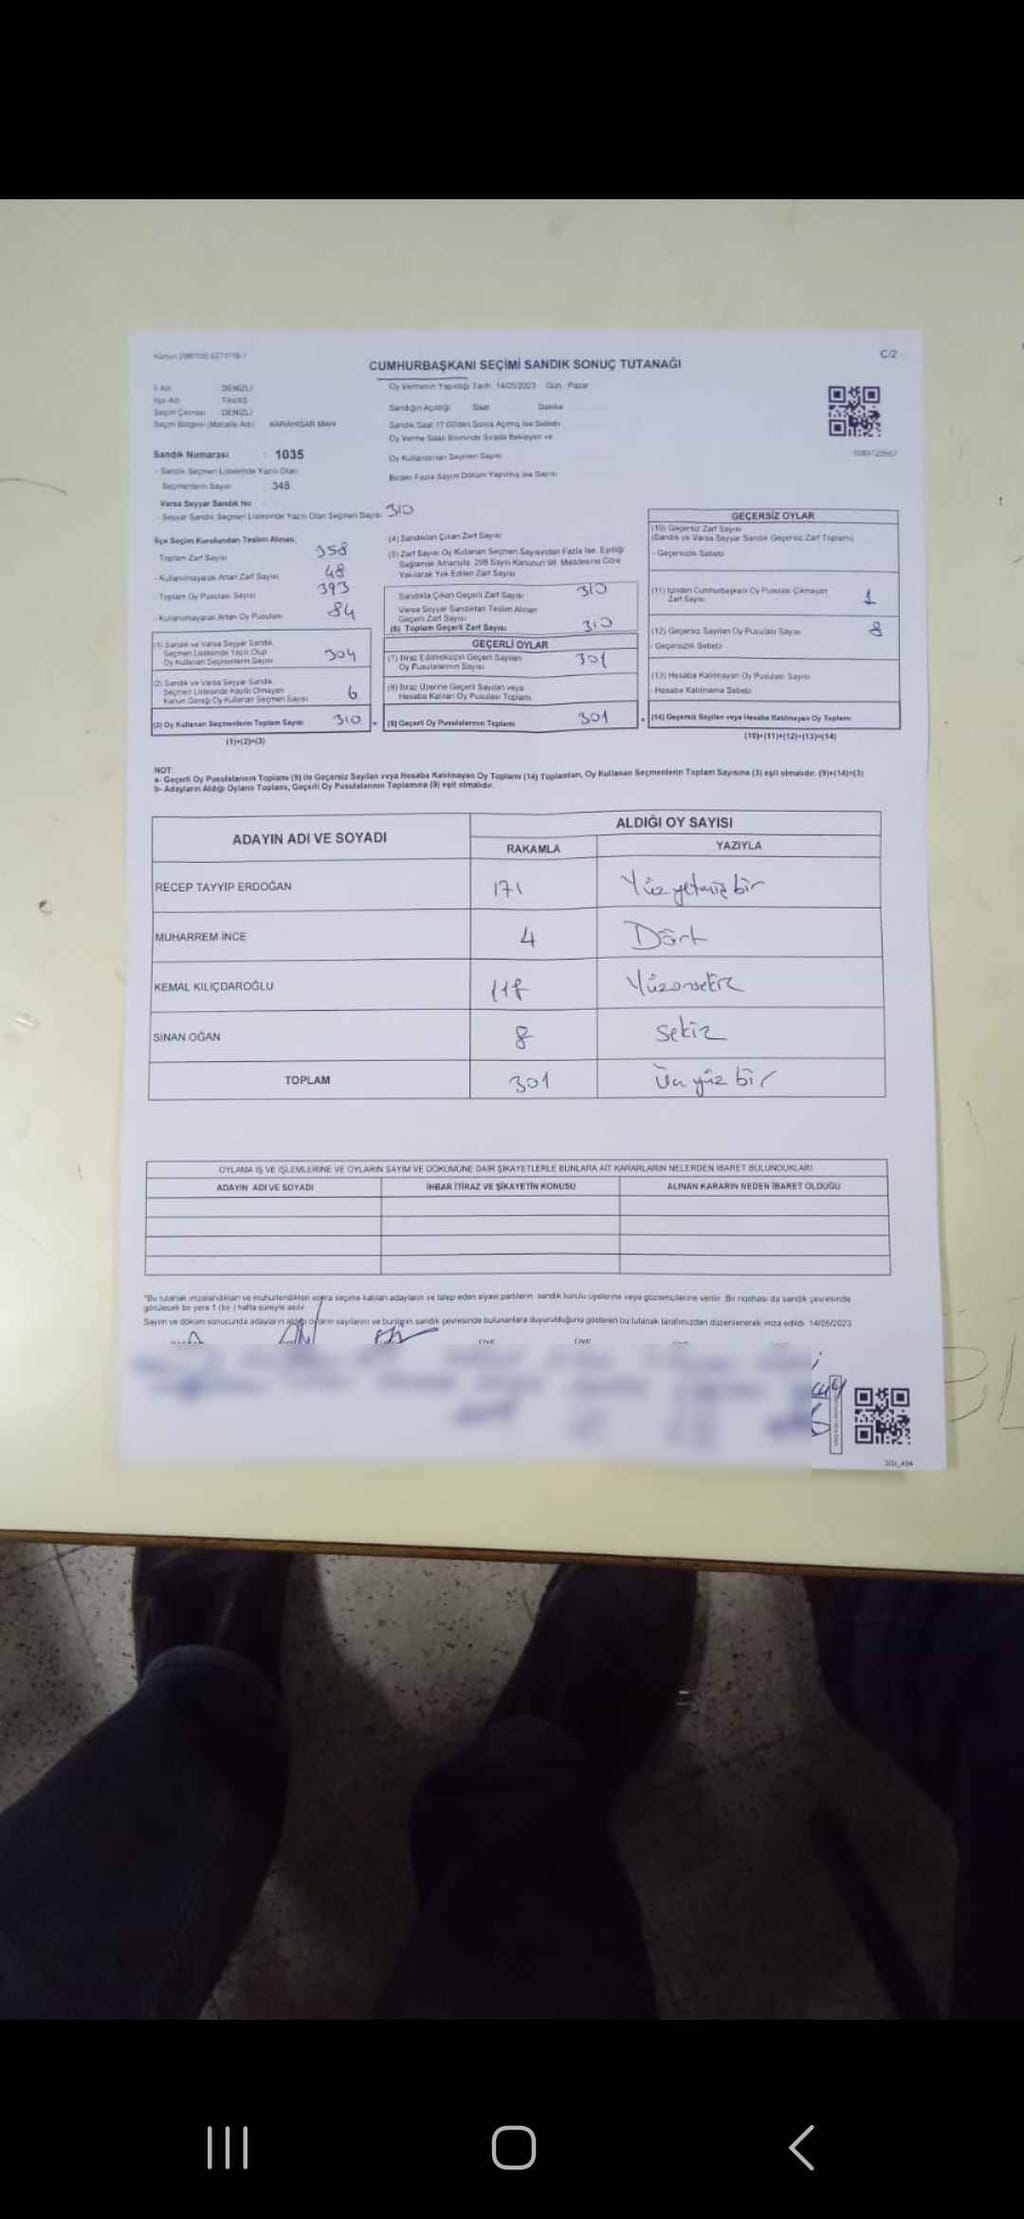 Kanun 298/105
C/2
CUMHURBAŞKANI SEÇİMİ SANDIK SONUÇ TUTANAĞI
İl Adı DENİZLİ
İlçe Adı TAVAS
Seçim Çevresi DENİZLİ
Seçim Bölgesi (Mahalle Adı) KARAHİSAR MAH
Sandık Numarası : 1035
- Sandık Seçmen Listesinde Yazılı Olan
Seçmenlerin Sayısı : 348
Varsa Seyyar Sandık No
- Seyyar Sandık Seçmen Listesinde Yazılı Olan Seçmen Sayısı
Oy Vermenin Yapıldığı Tarih: 14/05/2023 Gün: Pazar
Sandığın Açıldığı Saat Dakika
Sandık Saat 17:00'den Sonra Açılmış İse Sebebi
Oy Verme Saati Bitiminde Sırada Bekleyen ve
Oy Kullandırılan Seçmen Sayısı
Birden Fazla Sayım Döküm Yapılmış İse Sayısı
İlçe Seçim Kurulundan Teslim Alınan;
Toplam Zarf Sayısı 358
- Kullanılmayarak Artan Zarf Sayısı 48
- Toplam Oy Pusulası Sayısı 393
- Kullanılmayarak Artan Oy Pusulası 84
(1) Sandık ve Varsa Seyyar Sandık
Seçmen Listesinde Yazılı Olup
Oy Kullanan Seçmenlerin Sayısı 304
(2) Sandık ve Varsa Seyyar Sandık
Seçmen Listesinde Kayıtlı Olmayan
Kanun Gereği Oy Kullanan Seçmen Sayısı 6
(3) Oy Kullanan Seçmenlerin Toplam Sayısı 310
(1)+(2)=(3)
310
(4) Sandıktan Çıkan Zarf Sayısı
(5) Zarf Sayısı Oy Kullanan Seçmen Sayısından Fazla İse, Eşitliği
Sağlamak Amacıyla, 298 Sayılı Kanunun 98. Maddesine Göre
Yakılarak Yok Edilen Zarf Sayısı
Sandıkta Çıkan Geçerli Zarf Sayısı 310
Varsa Seyyar Sandıktan Teslim Alınan
Geçerli Zarf Sayısı
(6) Toplam Geçerli Zarf Sayısı 310
GEÇERLİ OYLAR
(7) İtiraz Edilmeksizin Geçerli Sayılan
Oy Pusulalarının Sayısı 301
(8) İtiraz Üzerine Geçerli Sayılan veya
Hesaba Katılan Oy Pusulası Toplamı
(9) Geçerli Oy Pusulalarının Toplamı 301
GEÇERSİZ OYLAR
(10) Geçersiz Zarf Sayısı
(Sandık ve Varsa Seyyar Sandık Geçersiz Zarf Toplamı)
- Geçersizlik Sebebi
(11) İçinden Cumhurbaşkanı Oy Pusulası Çıkmayan
Zarf Sayısı 1
(12) Geçersiz Sayılan Oy Pusulası Sayısı 8
- Geçersizlik Sebebi
(13) Hesaba Katılmayan Oy Pusulası Sayısı
- Hesaba Katılmama Sebebi
(14) Geçersiz Sayılan veya Hesaba Katılmayan Oy Toplamı
(10)+(11)+(12)+(13)=(14)
NOT:
a- Geçerli Oy Pusulalarının Toplamı (9) ile Geçersiz Sayılan veya Hesaba Katılmayan Oy Toplamı (14) Toplamları, Oy Kullanan Seçmenlerin Toplam Sayısına (3) eşit olmalıdır. (9)+(14)=(3)
b- Adayların Aldığı Oyların Toplamı, Geçerli Oy Pusulalarının Toplamına (9) eşit olmalıdır.
ADAYIN ADI VE SOYADI
ALDIĞI OY SAYISI
RAKAMLA YAZIYLA
RECEP TAYYİP ERDOĞAN 171 Yüz yetmiş bir
MUHARREM İNCE 4 Dört
KEMAL KILIÇDAROĞLU 118 Yüzonsekiz
SİNAN OĞAN 8 sekiz
TOPLAM 301 Üç yüz bir
OYLAMA İŞ VE İŞLEMLERİNE VE OYLARIN SAYIM VE DÖKÜMÜNE DAİR ŞİKAYETLERLE BUNLARA AİT KARARLARIN NELERDEN İBARET BULUNDUKLARI
ADAYIN ADI VE SOYADI İHBAR İTİRAZ VE ŞİKAYETİN KONUSU ALINAN KARARIN NEDEN İBARET OLDUĞU
"Bu tutanak imzalandıktan ve mühürlendikten sonra seçime katılan adayların ve talep eden siyasi partilerin sandık kurulu üyelerine veya gözlemcilerine verilir. Bir nüshası da sandık çevresinde
görülecek bir yere 1 (bir) hafta süreyle asılır.
Sayım ve döküm sonucunda adayların aldığı oyların sayılarını ve bunların sandık çevresinde bulunanlara duyurulduğunu gösteren bu tutanak tarafımızdan düzenlenerek imza edildi. 14/05/2023
ÜYE ÜYE